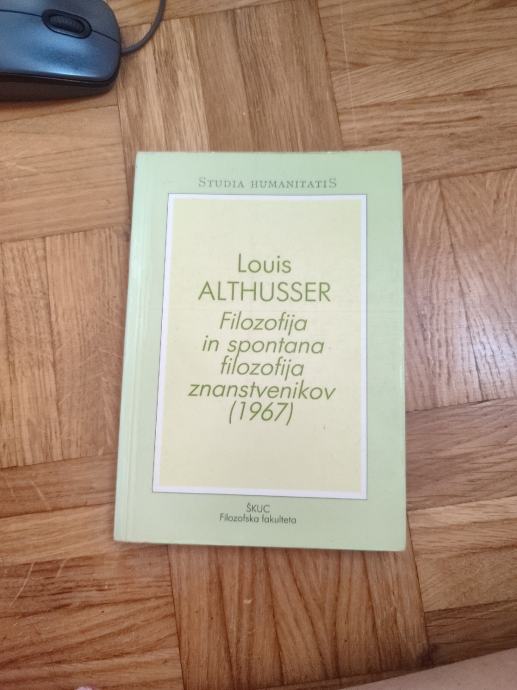 STUDIA HUMANITATIS
Louis
ALTHUSSER
Filozofija
in spontana
filozofija
znanstvenikov
(1967)
ŠKUC
Filozofska fakulteta